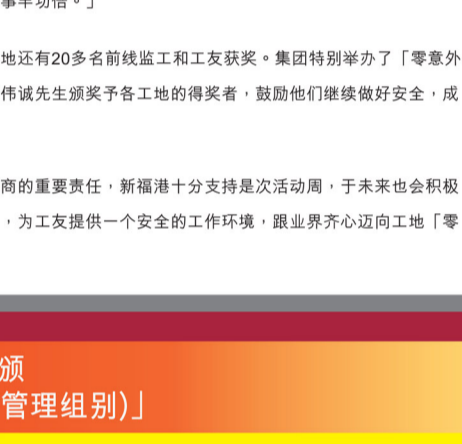 事半功倍。」
地还有20多名前线监工和工友获奖。集团特别举办了「零意外
伟诚先生颁奖予各工地的得奖者，鼓励他们继续做好安全，成
商的重要责任，新福港十分支持是次活动周，于未来也会积极
，为工友提供一个安全的工作环境，跟业界齐心迈向工地「零
颁
管理组别)」